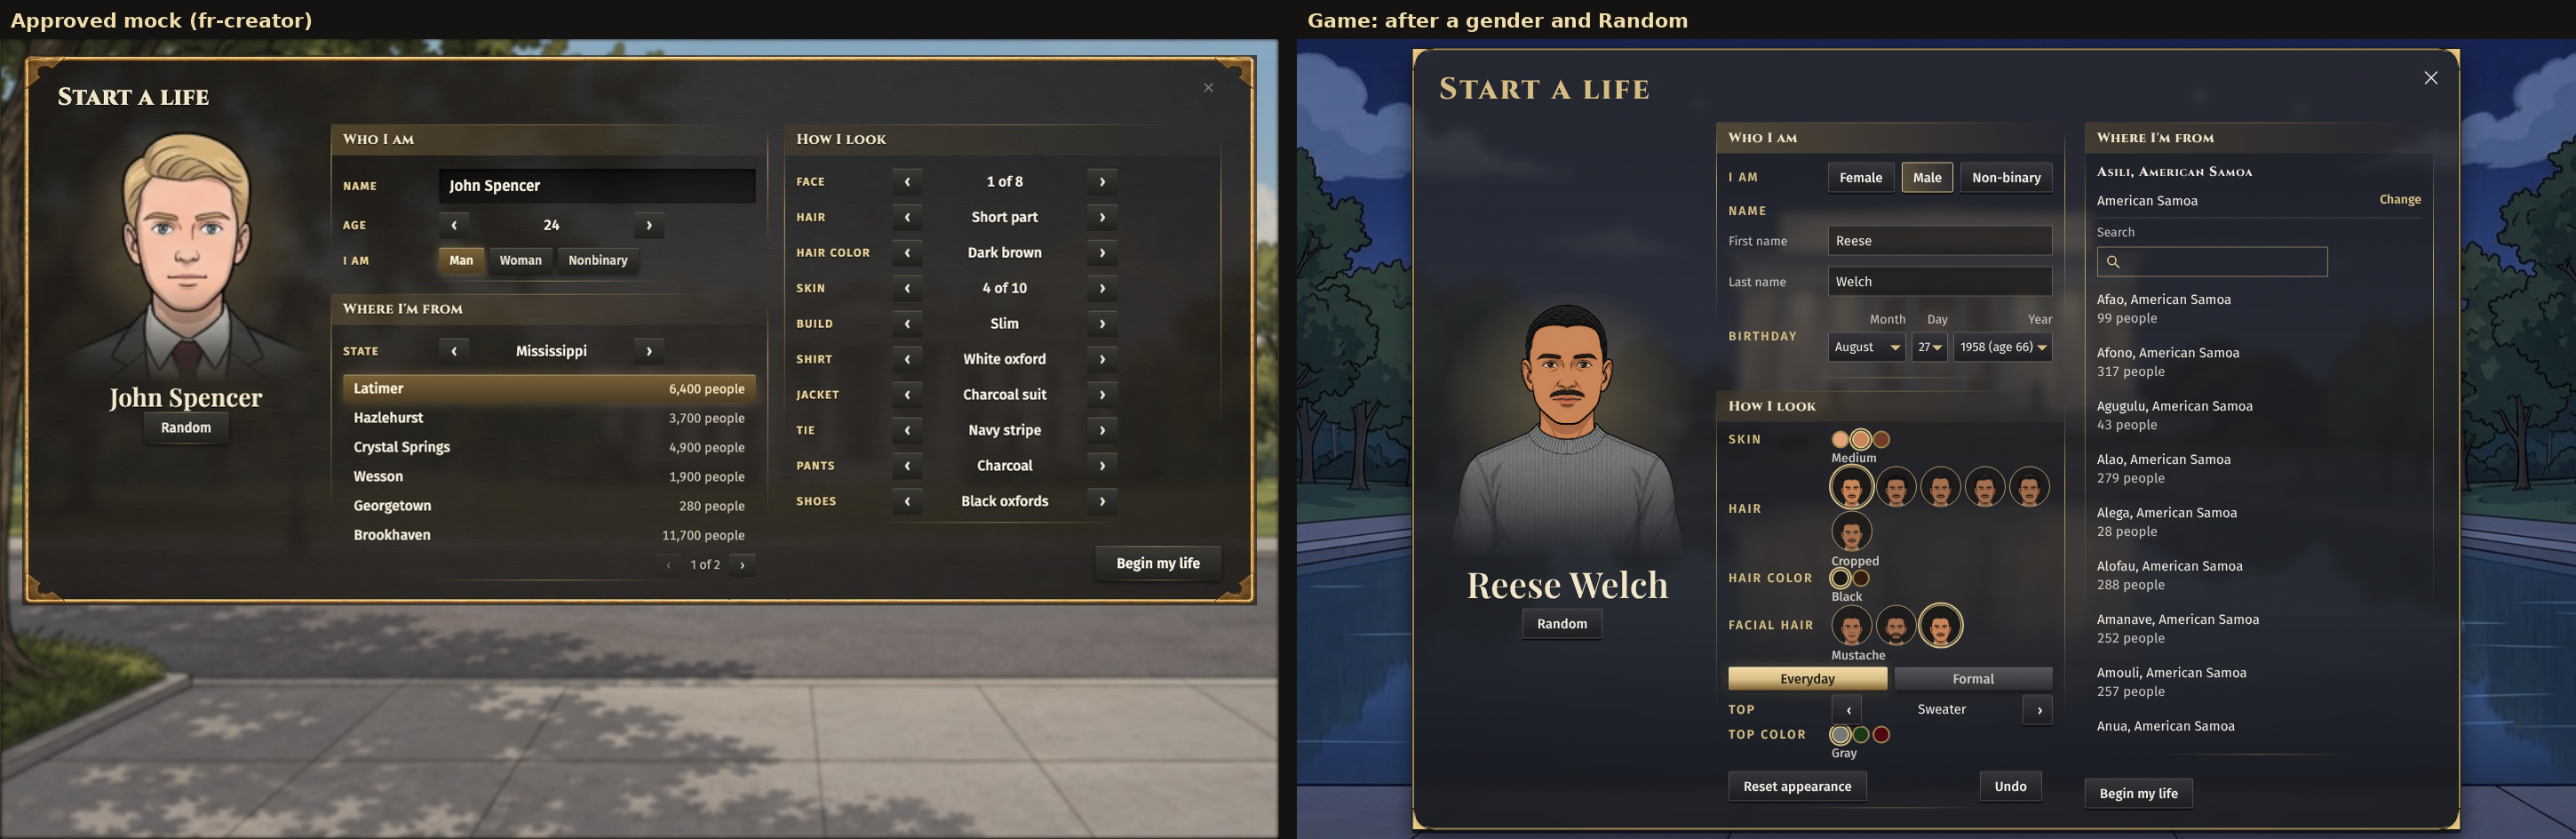 Approved mock (fr-creator)
START A LIFE
×
John Spencer
Random
WHO I AM
NAME
John Spencer
AGE
‹ 24 ›
I AM
Man Woman Nonbinary
WHERE I'M FROM
STATE
‹ Mississippi ›
Latimer 6,400 people
Hazlehurst 3,700 people
Crystal Springs 4,900 people
Wesson 1,900 people
Georgetown 280 people
Brookhaven 11,700 people
‹ 1 of 2 ›
HOW I LOOK
FACE ‹ 1 of 8 ›
HAIR ‹ Short part ›
HAIR COLOR ‹ Dark brown ›
SKIN ‹ 4 of 10 ›
BUILD ‹ Slim ›
SHIRT ‹ White oxford ›
JACKET ‹ Charcoal suit ›
TIE ‹ Navy stripe ›
PANTS ‹ Charcoal ›
SHOES ‹ Black oxfords ›
Begin my life
Game: after a gender and Random
START A LIFE
×
Reese Welch
Random
WHO I AM
I AM
Female Male Non-binary
NAME
First name Reese
Last name Welch
Month Day Year
BIRTHDAY
August 27 1958 (age 66)
HOW I LOOK
SKIN
Medium
HAIR
Cropped
HAIR COLOR
Black
FACIAL HAIR
Mustache
Everyday Formal
TOP ‹ Sweater ›
TOP COLOR
Gray
Reset appearance Undo
WHERE I'M FROM
ASILI, AMERICAN SAMOA
American Samoa Change
Search
Afao, American Samoa
99 people
Afono, American Samoa
317 people
Agugulu, American Samoa
43 people
Alao, American Samoa
279 people
Alega, American Samoa
28 people
Alofau, American Samoa
288 people
Amanave, American Samoa
252 people
Amouli, American Samoa
257 people
Anua, American Samoa
Begin my life